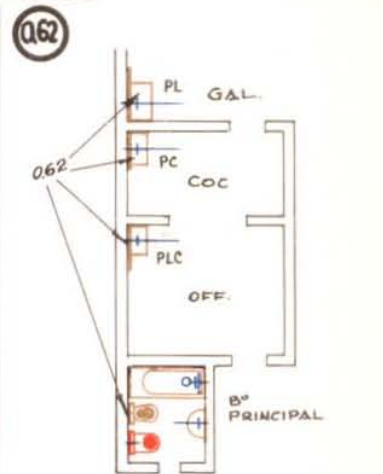 0.62
PL
GAL.
PC
0.62
COC
PLC
OFF.
Bº
PRINCIPAL